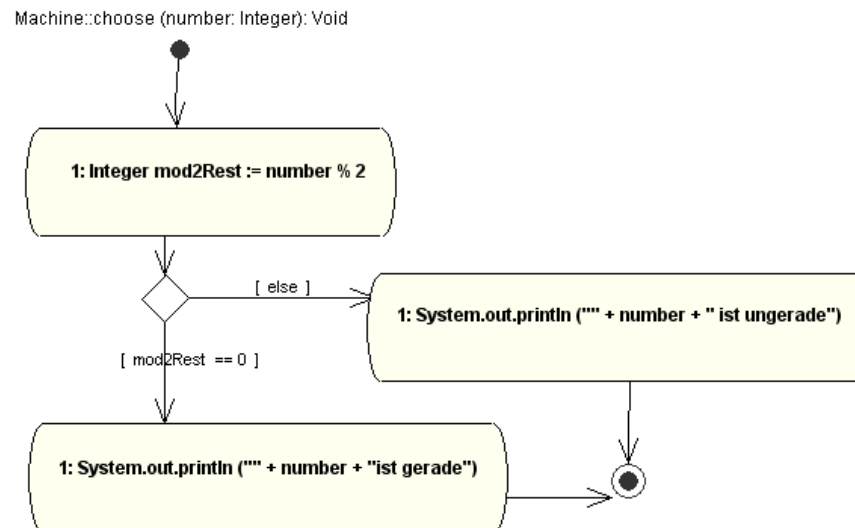 Machine::choose (number: Integer): Void
1: Integer mod2Rest := number % 2
[ else ]
1: System.out.println ("" + number + " ist ungerade")
[ mod2Rest == 0 ]
1: System.out.println ("" + number + "ist gerade")